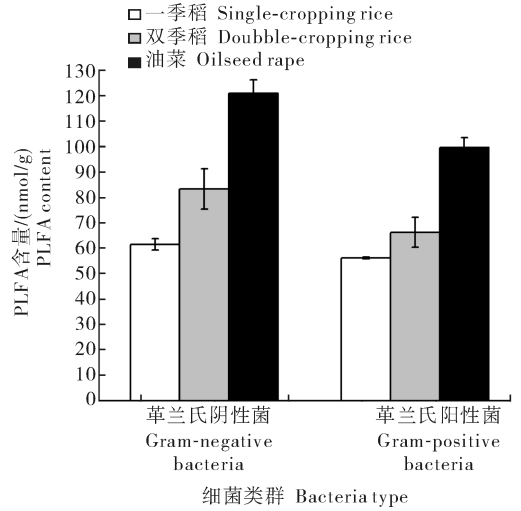 一季稻 Single-cropping rice
双季稻 Doubble-cropping rice
油菜 Oilseed rape
PLFA含量/(nmol/g)
PLFA content
130
120
110
100
90
80
70
60
50
40
30
20
10
0
革兰氏阴性菌
Gram-negative
bacteria
革兰氏阳性菌
Gram-positive
bacteria
细菌类群 Bacteria type